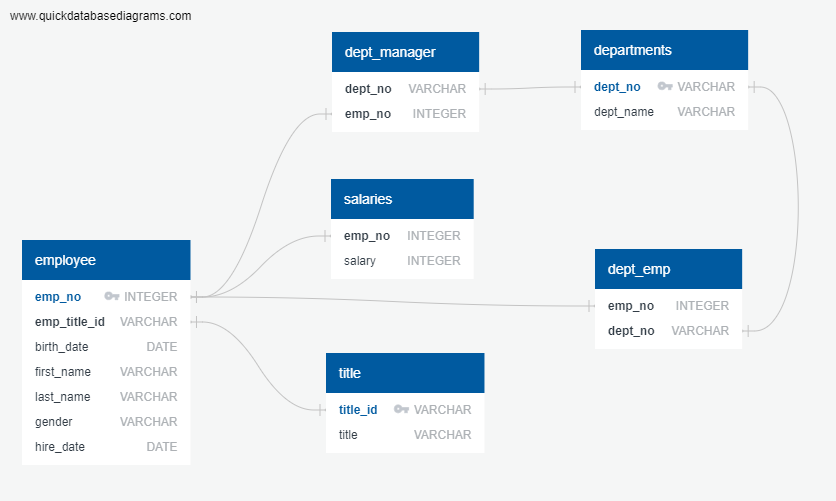 www.quickdatabasediagrams.com
dept_manager
dept_no VARCHAR
emp_no INTEGER
departments
dept_no VARCHAR
dept_name VARCHAR
salaries
emp_no INTEGER
salary INTEGER
employee
emp_no INTEGER
emp_title_id VARCHAR
birth_date DATE
first_name VARCHAR
last_name VARCHAR
gender VARCHAR
hire_date DATE
dept_emp
emp_no INTEGER
dept_no VARCHAR
title
title_id VARCHAR
title VARCHAR